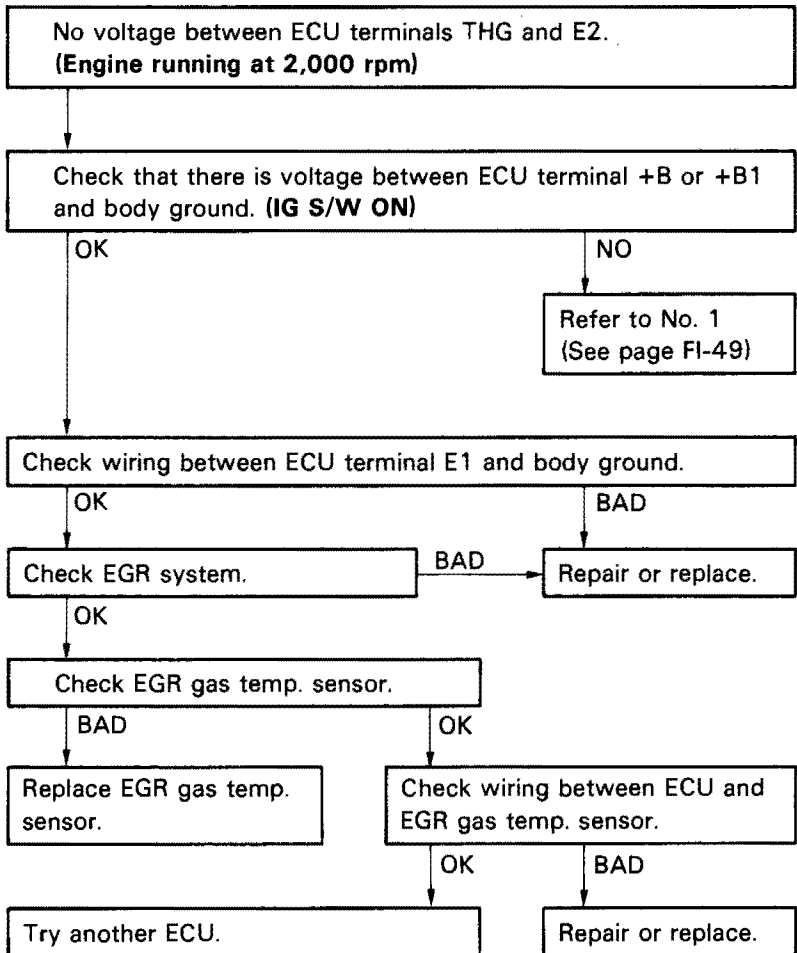 No voltage between ECU terminals THG and E2.
(Engine running at 2,000 rpm)
Check that there is voltage between ECU terminal +B or +B1
and body ground. (IG S/W ON)
OK
NO
Refer to No. 1
(See page FI-49)
Check wiring between ECU terminal E1 and body ground.
OK
BAD
Check EGR system.
BAD
Repair or replace.
OK
Check EGR gas temp. sensor.
BAD
OK
Replace EGR gas temp.
sensor.
Check wiring between ECU and
EGR gas temp. sensor.
OK
BAD
Try another ECU.
Repair or replace.